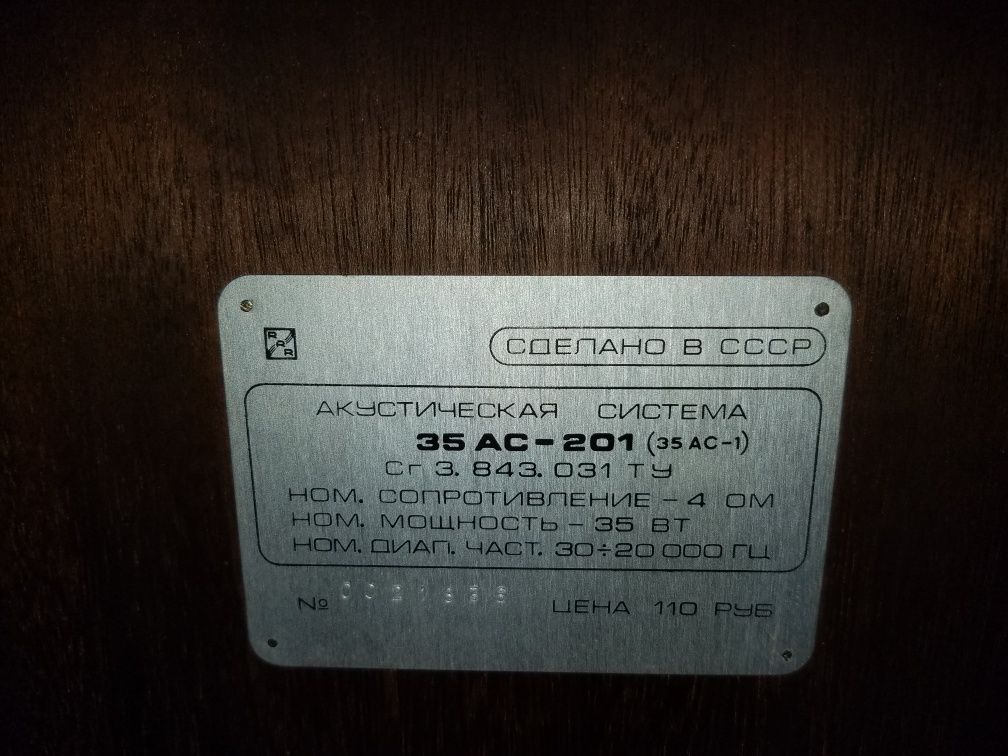 RRR
СДЕЛАНО В СССР
АКУСТИЧЕСКАЯ СИСТЕМА
35 АС-201 (35 АС-1)
Сг 3. 843. 031 ТУ
НОМ. СОПРОТИВЛЕНИЕ - 4 ОМ
НОМ. МОЩНОСТЬ - 35 ВТ
НОМ. ДИАП. ЧАСТ. 30÷20 000 ГЦ
№
ЦЕНА 110 РУБ